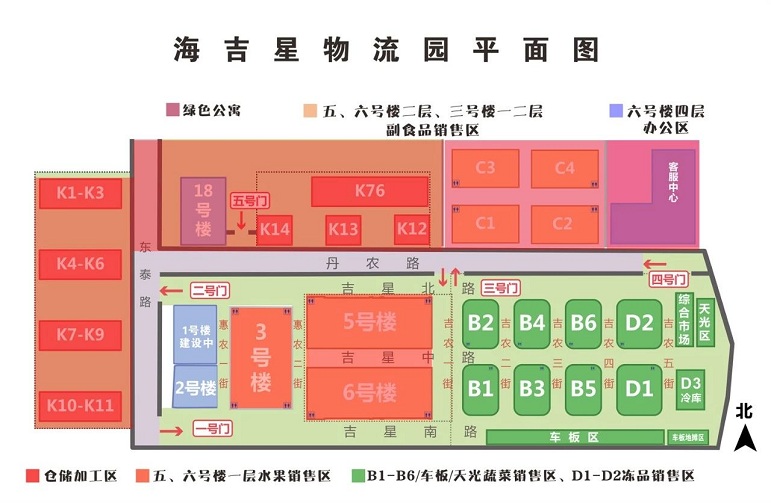 海吉星物流园平面图
绿色公寓
五、六号楼二层、三号楼一二层
副食品销售区
六号楼四层
办公区
K1-K3
K4-K6
K7-K9
K10-K11
东泰路
18号楼
五号门
K14
K76
K13
K12
C3
C4
C1
C2
客服中心
丹农路
四号门
二号门
吉星北路
三号门
1号楼
建设中
2号楼
惠农一街
3号楼
惠农二街
5号楼
吉星中路
6号楼
吉农一街
B2
吉农二街
B4
吉农三街
B6
吉农四街
D2
吉农五街
综合市场
天光区
B1
B3
B5
D1
D3
冷库
一号门
吉星南路
车板区
车板地摊区
北
仓储加工区
五、六号楼一层水果销售区
B1-B6/车板/天光蔬菜销售区、D1-D2冻品销售区